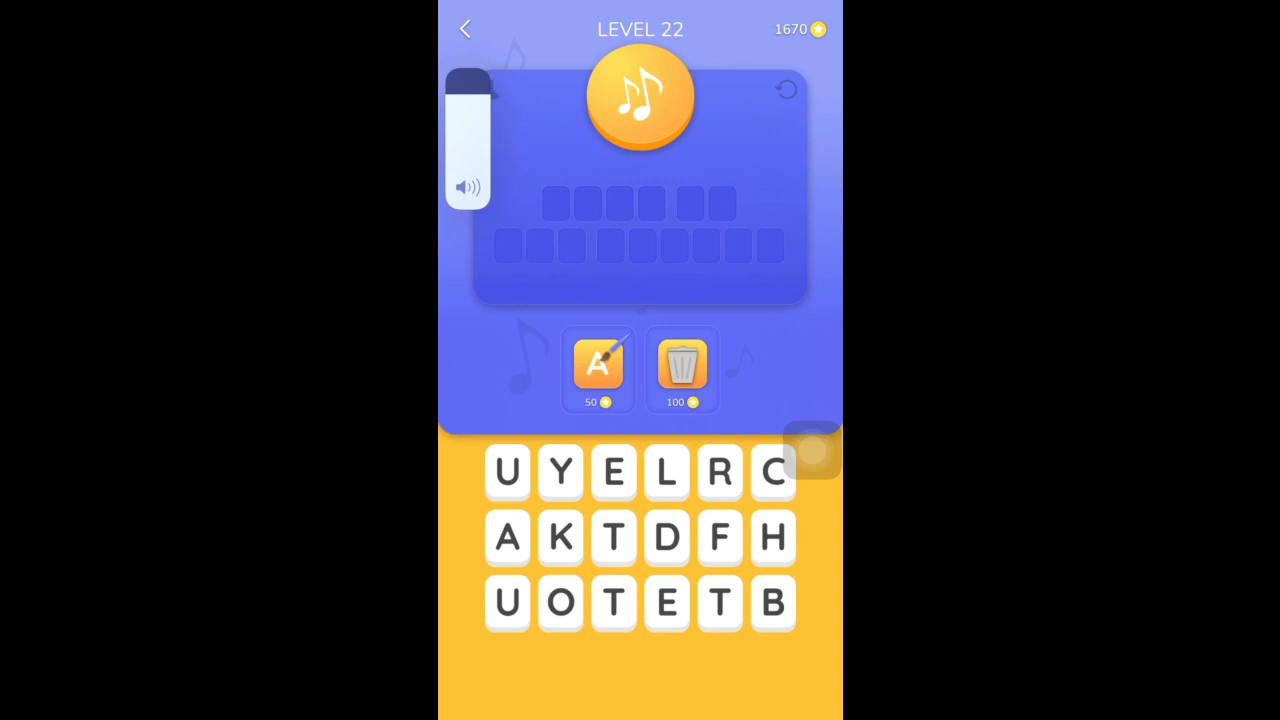 LEVEL 22
1670
A
50
100
U Y E L R C
A K T D F H
U O T E T B